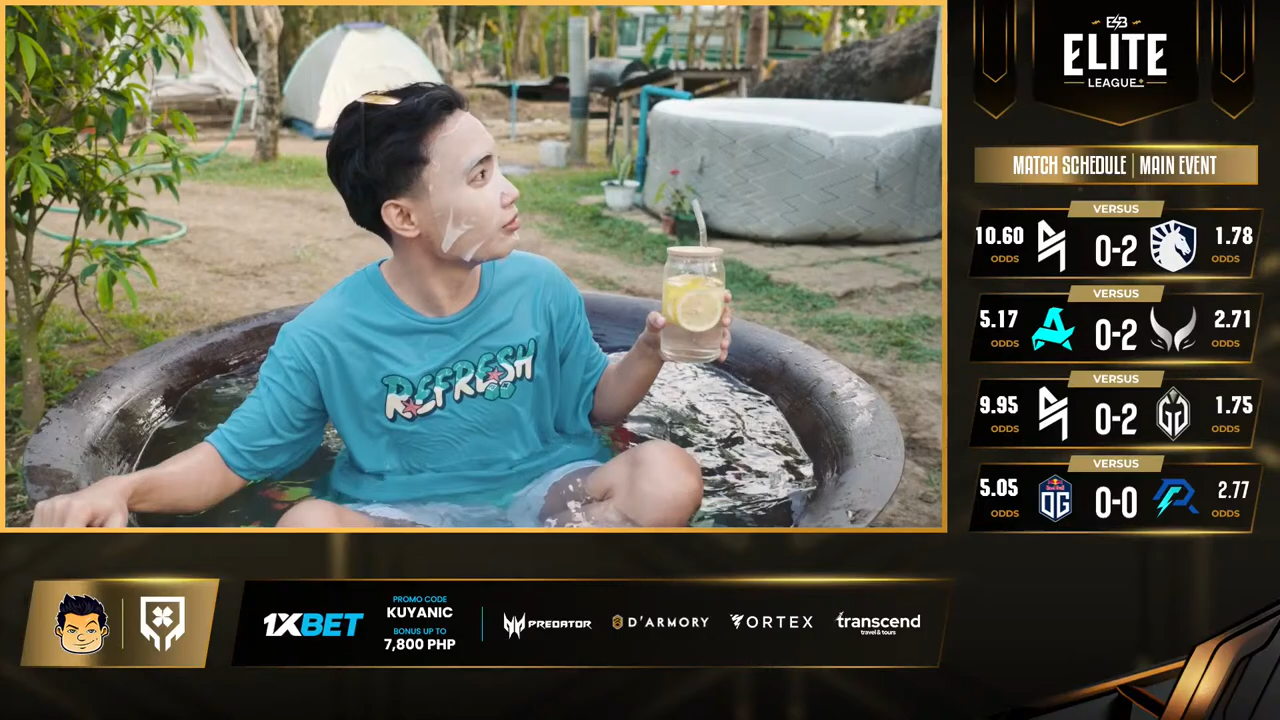 REFRESH
ESB
ELITE
LEAGUE
MATCH SCHEDULE | MAIN EVENT
VERSUS
10.60
ODDS
0-2
1.78
ODDS
VERSUS
5.17
ODDS
0-2
2.71
ODDS
VERSUS
9.95
ODDS
0-2
GG
1.75
ODDS
VERSUS
5.05
ODDS
OG
0-0
2.77
ODDS
1XBET
PROMO CODE
KUYANIC
BONUS UP TO
7,800 PHP
PREDATOR
D'ARMORY
VORTEX
transcend
travel & tours